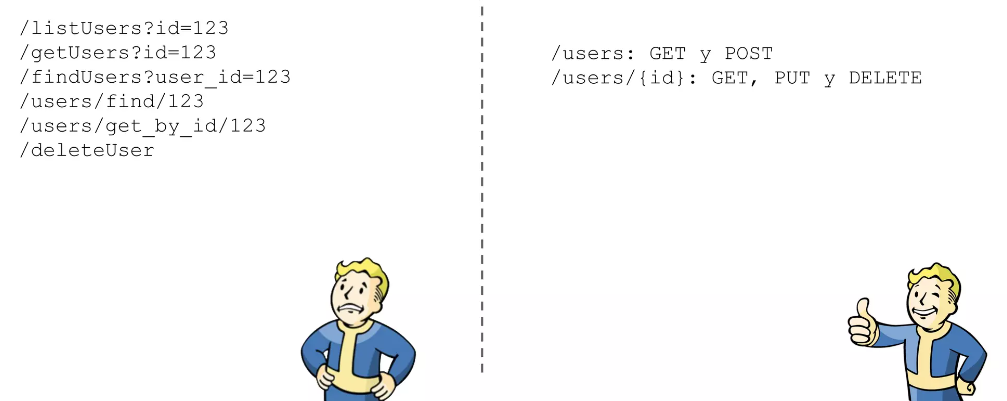 /listUsers?id=123
/getUsers?id=123
/findUsers?user_id=123
/users/find/123
/users/get_by_id/123
/deleteUser
/users: GET y POST
/users/{id}: GET, PUT y DELETE